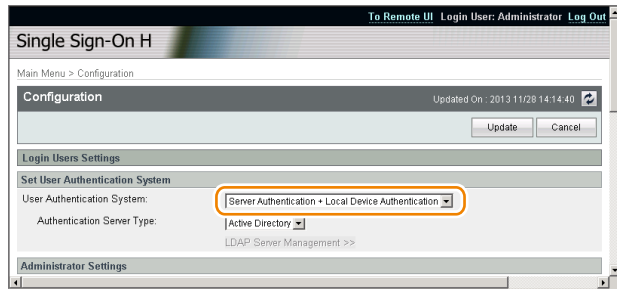 To Remote UI Login User: Administrator Log Out
Single Sign-On H
Main Menu > Configuration
Configuration
Updated On : 2013 11/28 14:14:40
Update Cancel
Login Users Settings
Set User Authentication System
User Authentication System: Server Authentication + Local Device Authentication
Authentication Server Type: Active Directory
LDAP Server Management >>
Administrator Settings